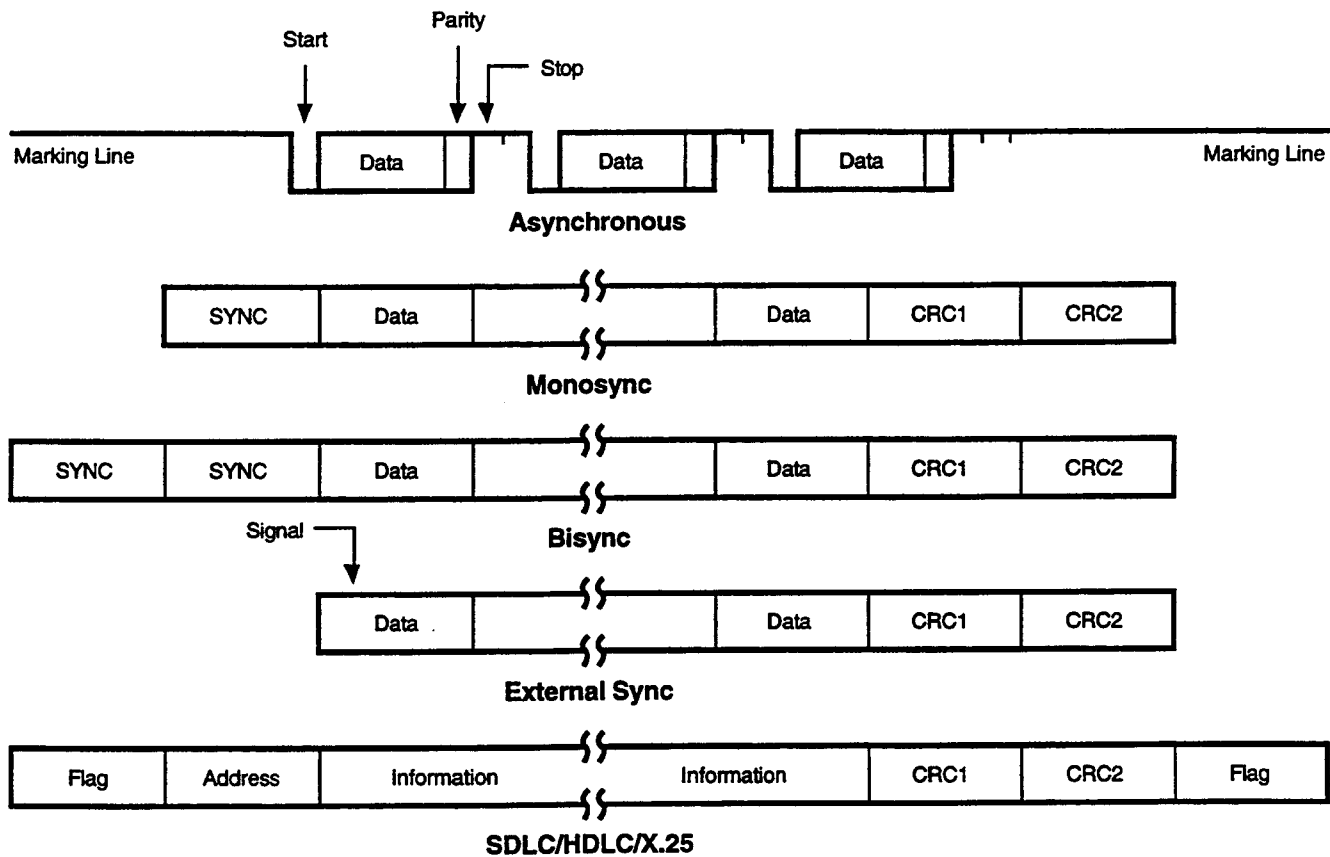 Parity
Start
Stop
Marking Line Data Data Data Marking Line
Asynchronous
SYNC Data Data CRC1 CRC2
Monosync
SYNC SYNC Data Data CRC1 CRC2
Signal
Bisync
Data Data CRC1 CRC2
External Sync
Flag Address Information Information CRC1 CRC2 Flag
SDLC/HDLC/X.25